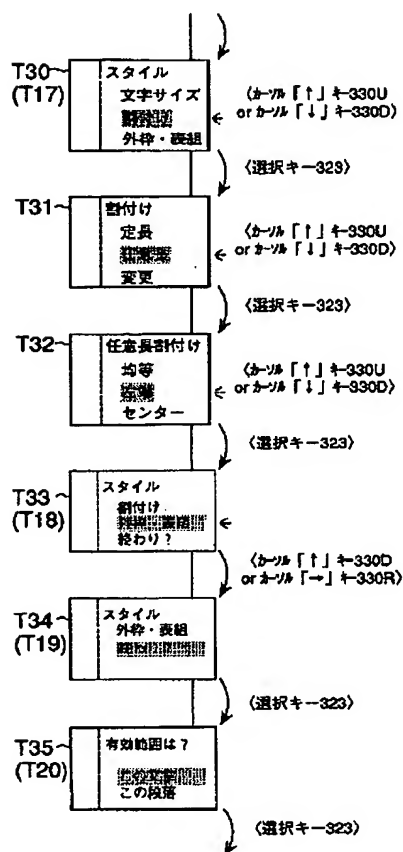 T30
(T17)
スタイル
文字サイズ
外枠・表組
〈カーソル「↑」キー330U
or カーソル「↓」キー330D〉
〈選択キー323〉
T31
割付け
定長
変更
〈カーソル「↑」キー330U
or カーソル「↓」キー330D〉
〈選択キー323〉
T32
任意長割付け
均等
センター
〈カーソル「↑」キー330U
or カーソル「↓」キー330D〉
〈選択キー323〉
T33
(T18)
スタイル
割付け
終わり?
〈カーソル「↑」キー330D
or カーソル「→」キー330R〉
T34
(T19)
スタイル
外枠・表組
〈選択キー323〉
T35
(T20)
有効範囲は?
この段落
〈選択キー323〉